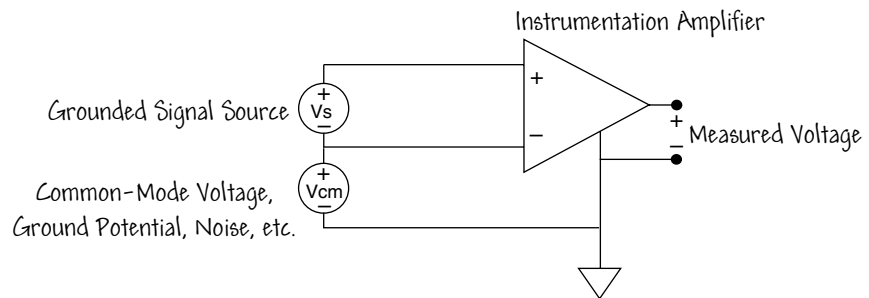 Instrumentation Amplifier
+
+
Grounded Signal Source
Vs
+
−
−
−
Measured Voltage
+
Common-Mode Voltage,
Vcm
Ground Potential, Noise, etc.
−